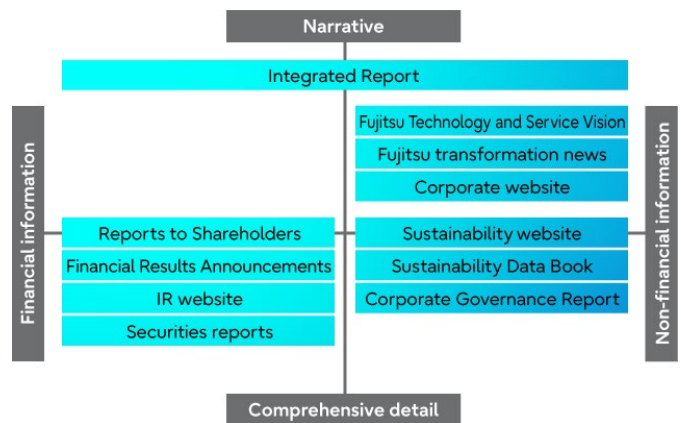 Narrative
Integrated Report
Financial information
Fujitsu Technology and Service Vision
Fujitsu transformation news
Corporate website
Non-financial information
Reports to Shareholders
Financial Results Announcements
IR website
Securities reports
Sustainability website
Sustainability Data Book
Corporate Governance Report
Comprehensive detail